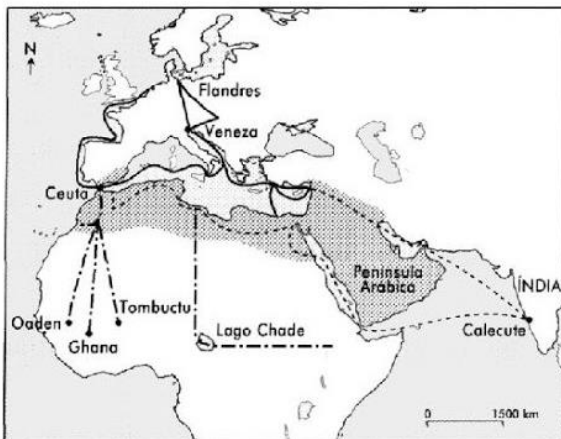 N
Flandres
Veneza
Ceuta
Península
Arábica
ÍNDIA
Tombuctu
Oaden
Lago Chade
Ghana
Calecute
0 1500 km